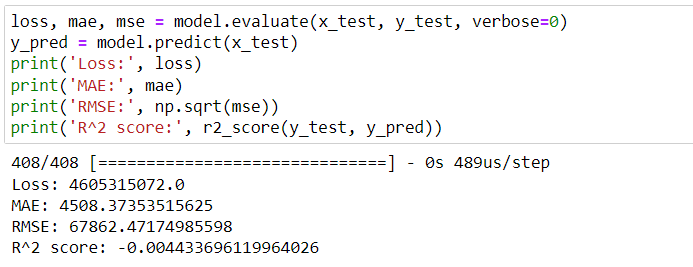 loss, mae, mse = model.evaluate(x_test, y_test, verbose=0)
y_pred = model.predict(x_test)
print('Loss:', loss)
print('MAE:', mae)
print('RMSE:', np.sqrt(mse))
print('R^2 score:', r2_score(y_test, y_pred))
408/408 [==============================] - 0s 489us/step
Loss: 4605315072.0
MAE: 4508.37353515625
RMSE: 67862.47174985598
R^2 score: -0.004433696119964026